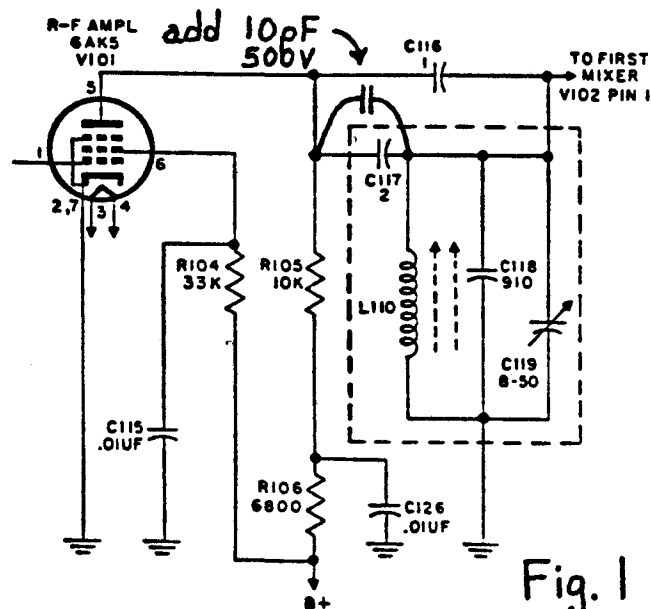 R-F AMPL
6AK5
V101
add 10pF
500V
C116
1
TO FIRST
MIXER
V102 PIN 1
5
1
6
2,7
3
4
C117
2
R104
33K
R105
10K
L110
C118
910
C119
8-50
C115
.01UF
R106
6800
C126
.01UF
B+
Fig. 1